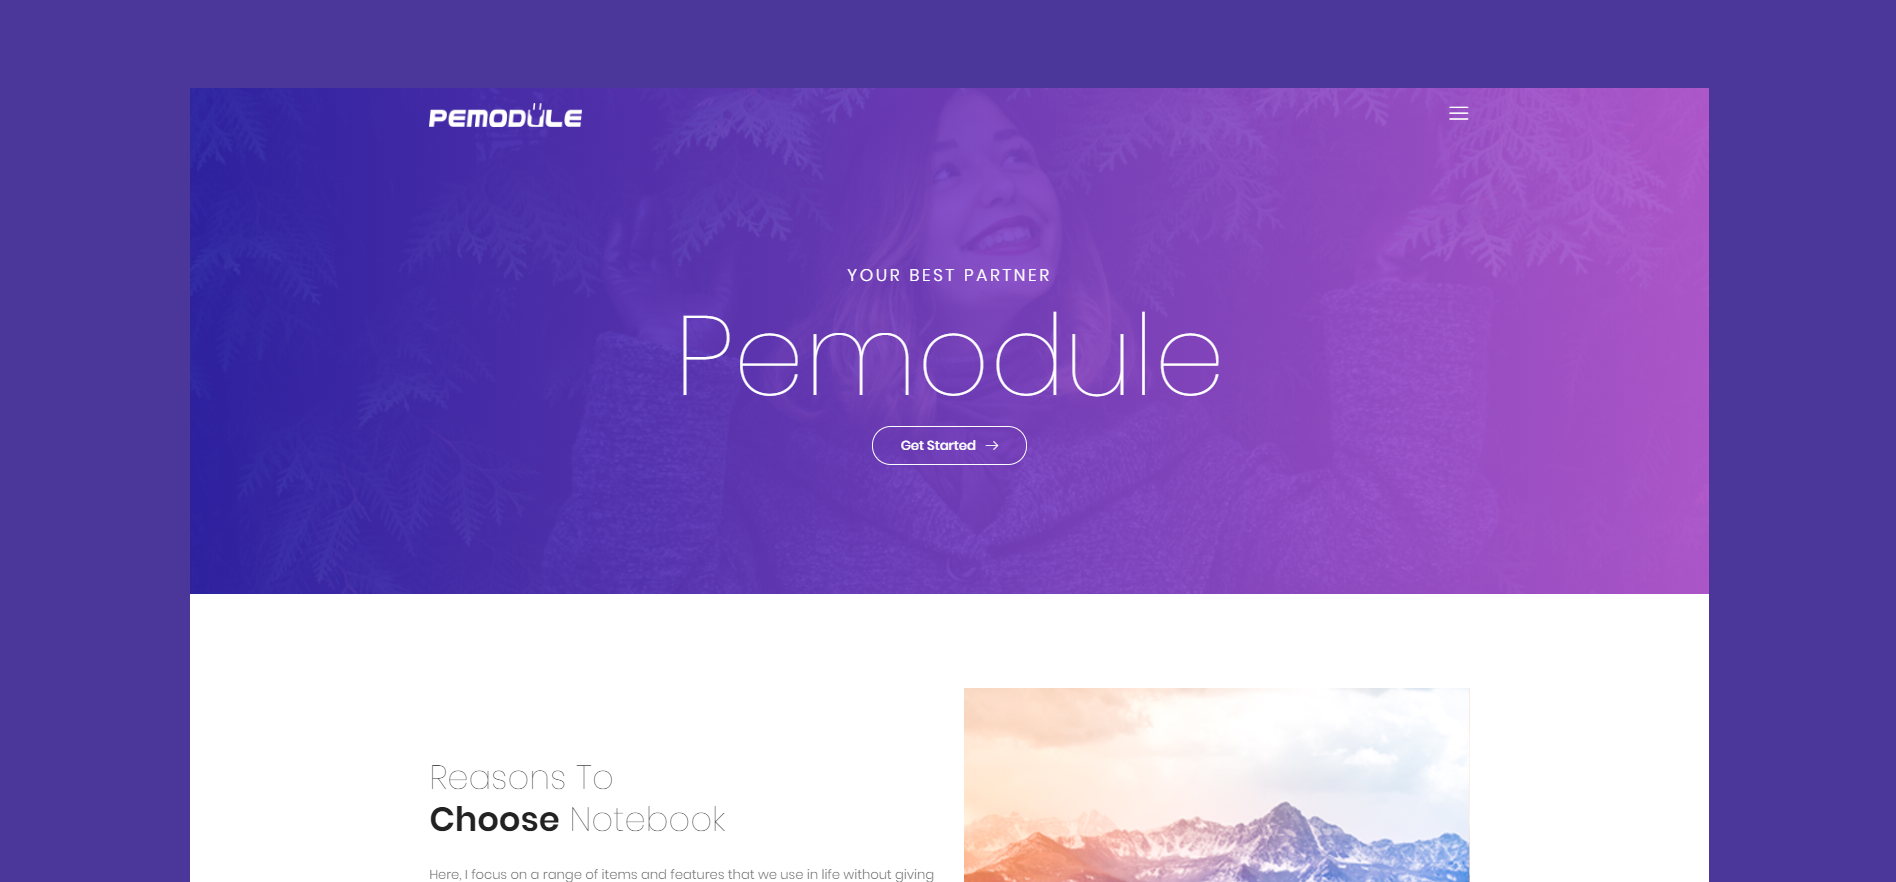 PEMODULE
YOUR BEST PARTNER
Pemodule
Get Started →
Reasons To
Choose Notebook
Here, I focus on a range of items and features that we use in life without giving